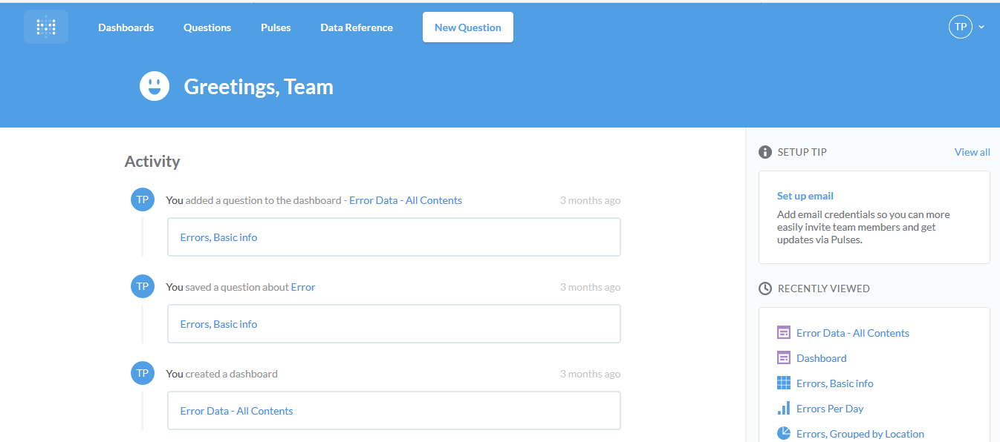 Dashboards Questions Pulses Data Reference New Question TP
Greetings, Team
Activity
TP You added a question to the dashboard - Error Data - All Contents 3 months ago
Errors, Basic info
TP You saved a question about Error 3 months ago
Errors, Basic info
TP You created a dashboard 3 months ago
Error Data - All Contents
SETUP TIP View all
Set up email
Add email credentials so you can more
easily invite team members and get
updates via Pulses.
RECENTLY VIEWED
Error Data - All Contents
Dashboard
Errors, Basic info
Errors Per Day
Errors, Grouped by Location